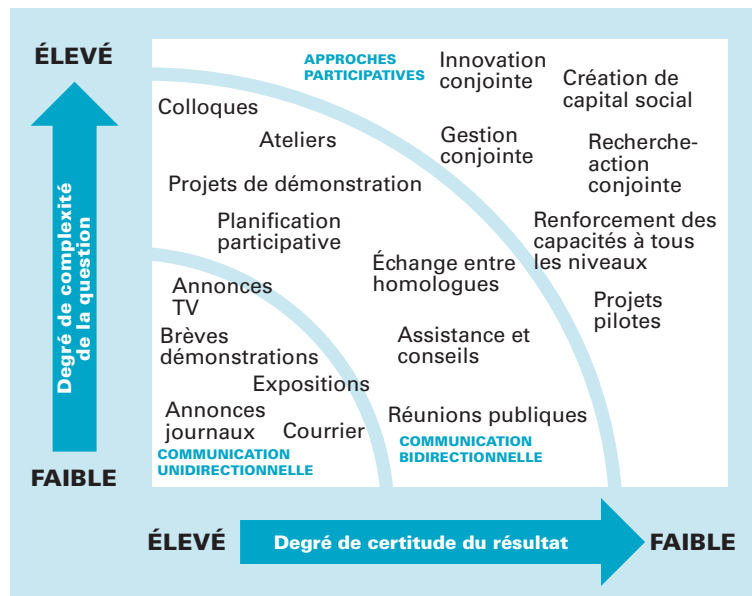 ÉLEVÉ
Degré de complexité
de la question
FAIBLE
APPROCHES
PARTICIPATIVES
Innovation
conjointe
Création de
capital social
Colloques
Ateliers
Gestion
conjointe
Recherche-
action
conjointe
Projets de démonstration
Planification
participative
Renforcement des
capacités à tous
les niveaux
Échange entre
homologues
Annonces
TV
Projets
pilotes
Brèves
démonstrations
Assistance et
conseils
Expositions
Annonces
journaux
Courrier
Réunions publiques
COMMUNICATION
UNIDIRECTIONNELLE
COMMUNICATION
BIDIRECTIONNELLE
ÉLEVÉ
Degré de certitude du résultat
FAIBLE